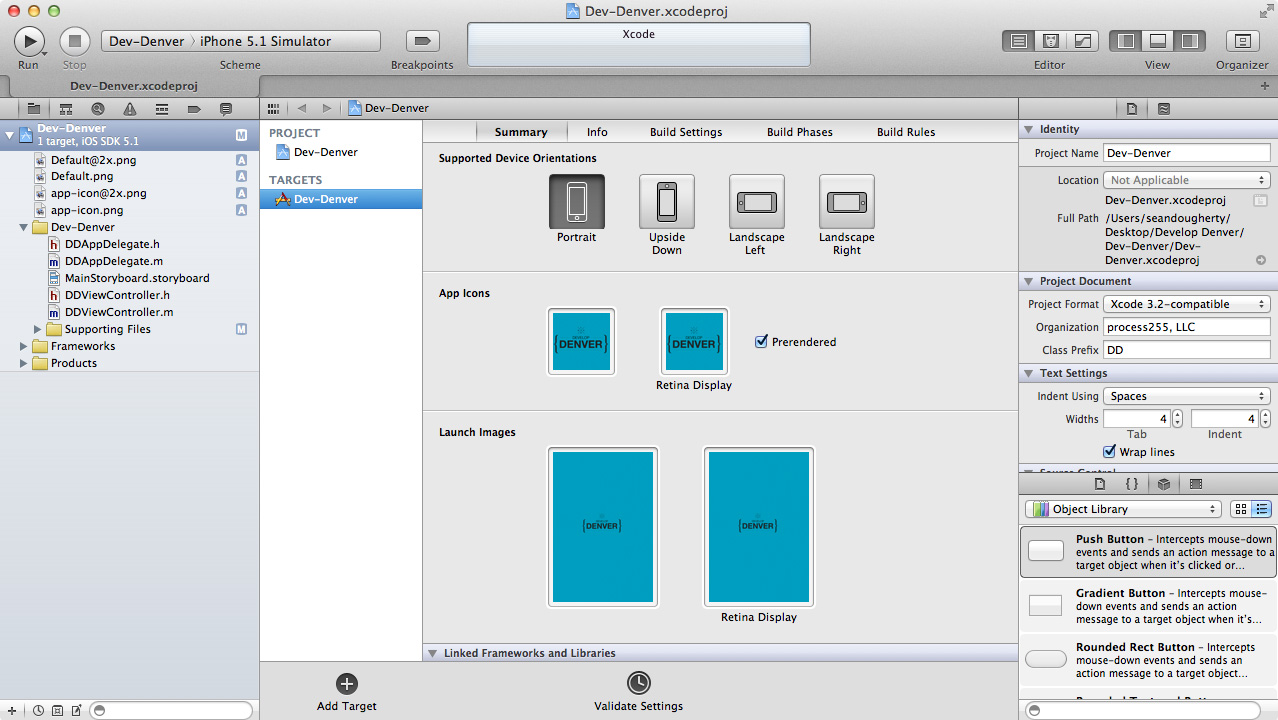 Dev-Denver.xcodeproj
Run
Stop
Dev-Denver
iPhone 5.1 Simulator
Scheme
Breakpoints
Xcode
Editor
View
Organizer
Dev-Denver.xcodeproj
Dev-Denver
1 target, iOS SDK 5.1
M
Default@2x.png
A
Default.png
A
app-icon@2x.png
A
app-icon.png
A
Dev-Denver
h DDAppDelegate.h
m DDAppDelegate.m
MainStoryboard.storyboard
h DDViewController.h
m DDViewController.m
Supporting Files
M
Frameworks
Products
Dev-Denver
PROJECT
Dev-Denver
TARGETS
Dev-Denver
Summary
Info
Build Settings
Build Phases
Build Rules
Supported Device Orientations
Portrait
Upside
Down
Landscape
Left
Landscape
Right
App Icons
{DENVER}
{DENVER}
Prerendered
Retina Display
Launch Images
{DENVER}
{DENVER}
Retina Display
Linked Frameworks and Libraries
Add Target
Validate Settings
Identity
Project Name Dev-Denver
Location Not Applicable
Dev-Denver.xcodeproj
Full Path /Users/seandougherty/
Desktop/Develop Denver/
Dev-Denver/Dev-
Denver.xcodeproj
Project Document
Project Format Xcode 3.2-compatible
Organization process255, LLC
Class Prefix DD
Text Settings
Indent Using Spaces
Widths 4 4
Tab Indent
Wrap lines
Source Control
{ }
Object Library
Push Button – Intercepts mouse-down
events and sends an action message to a
target object when it's clicked or...
Gradient Button – Intercepts mouse-
down events and sends an action
message to a target object when it's...
Rounded Rect Button – Intercepts
mouse-down events and sends an
action message to a target object...